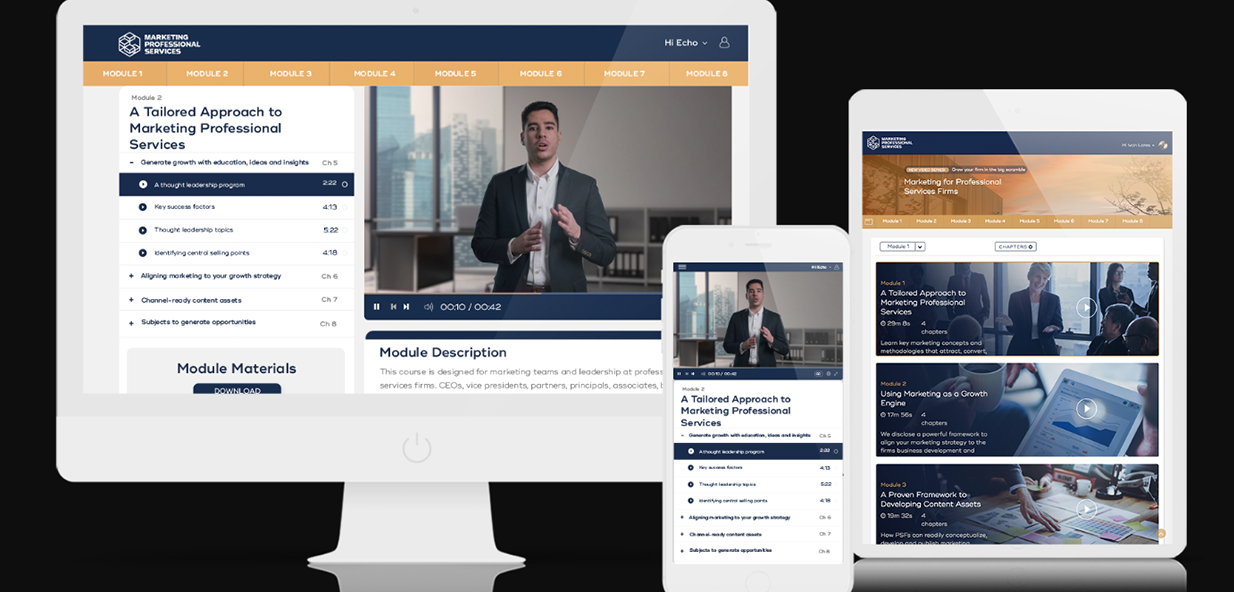 MARKETING
PROFESSIONAL
SERVICES
Hi Echo
MODULE 1
MODULE 2
MODULE 3
MODULE 4
MODULE 5
MODULE 6
MODULE 7
MODULE 8
Module 2:
A Tailored Approach to
Marketing Professional
Services
- Generate growth with education, ideas and insights Ch 5
A thought leadership program 2:22
Key success factors 4:13
Thought leadership topics 5:22
Identifying central selling points 4:18
+ Aligning marketing to your growth strategy Ch 6
+ Channel-ready content assets Ch 7
+ Subjects to generate opportunities Ch 8
Module Materials
DOWNLOAD
00:10 / 00:42
Module Description
This course is designed for marketing teams and leadership at profess
services firms. CEOs, vice presidents, partners, principals, associates, b
Hi Echo
00:10 / 00:42
Module 2:
A Tailored Approach to
Marketing Professional
Services
- Generate growth with education, ideas and insights Ch 5
A thought leadership program 2:22
Key success factors 4:13
Thought leadership topics 5:22
Identifying central selling points 4:18
+ Aligning marketing to your growth strategy Ch 6
+ Channel-ready content assets Ch 7
+ Subjects to generate opportunities Ch 8
MARKETING
PROFESSIONAL
SERVICES
Grow your firm in the big scramble
Marketing for Professional
Services Firms
Module 1
Module 2
Module 3
Module 4
Module 5
Module 6
Module 7
Module 8
Module 1
CHAPTERS
Module 1
A Tailored Approach to
Marketing Professional
Services
29m 8s 4
chapters
Learn key marketing concepts and
methodologies that attract, convert,
Module 2
Using Marketing as a Growth
Engine
17m 56s 4
chapters
We disclose a powerful framework to
align your marketing strategy to the
firms business development and
Module 3
A Proven Framework to
Developing Content Assets
19m 32s 4
chapters
How PSFs can readily conceptualize,
develop and publish marketing